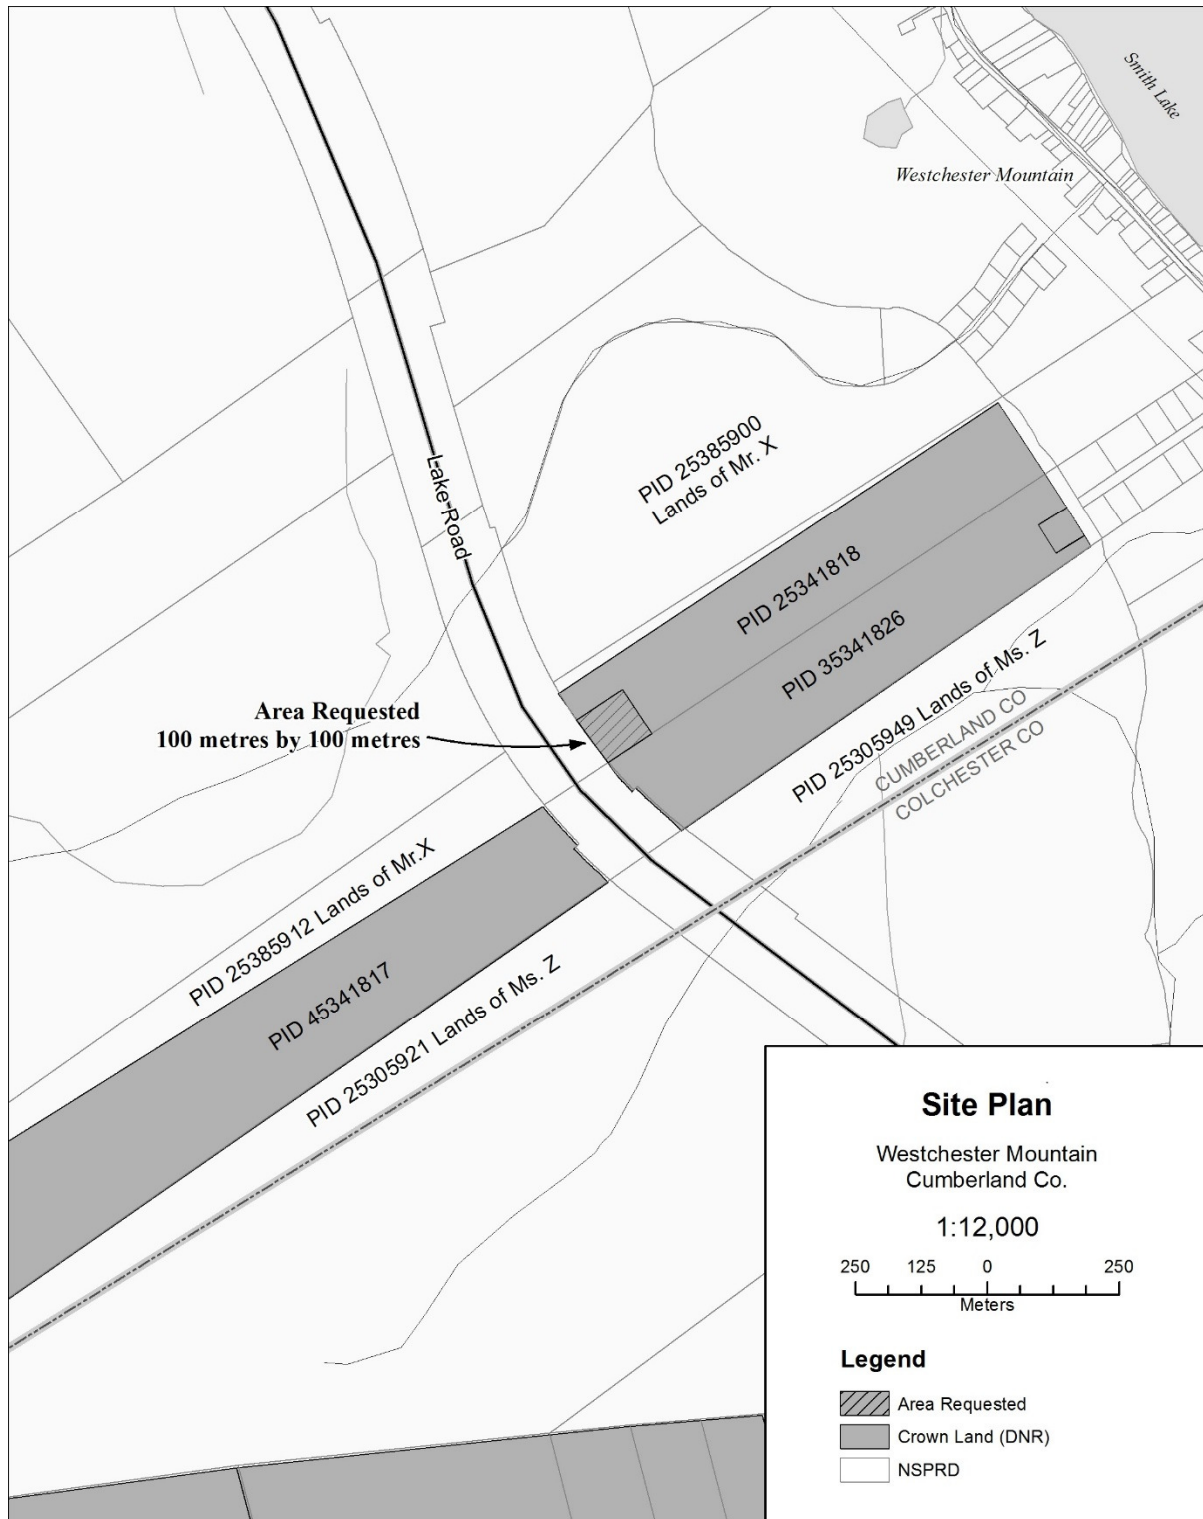 Smith Lake
Westchester Mountain
PID 25385900
Lands of Mr. X
Lake Road
PID 25341818
PID 35341826
Area Requested
100 metres by 100 metres
PID 25305949 Lands of Ms. Z
CUMBERLAND CO
COLCHESTER CO
PID 25385912 Lands of Mr.X
PID 45341817
PID 25305921 Lands of Ms. Z
Site Plan
Westchester Mountain
Cumberland Co.
1:12,000
250 125 0 250
Meters
Legend
Area Requested
Crown Land (DNR)
NSPRD